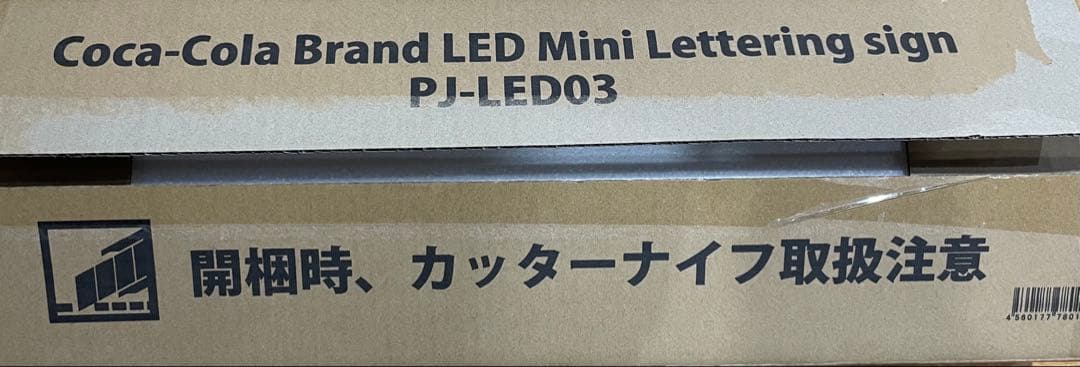 Coca-Cola Brand LED Mini Lettering sign
PJ-LED03
開梱時、カッターナイフ取扱注意